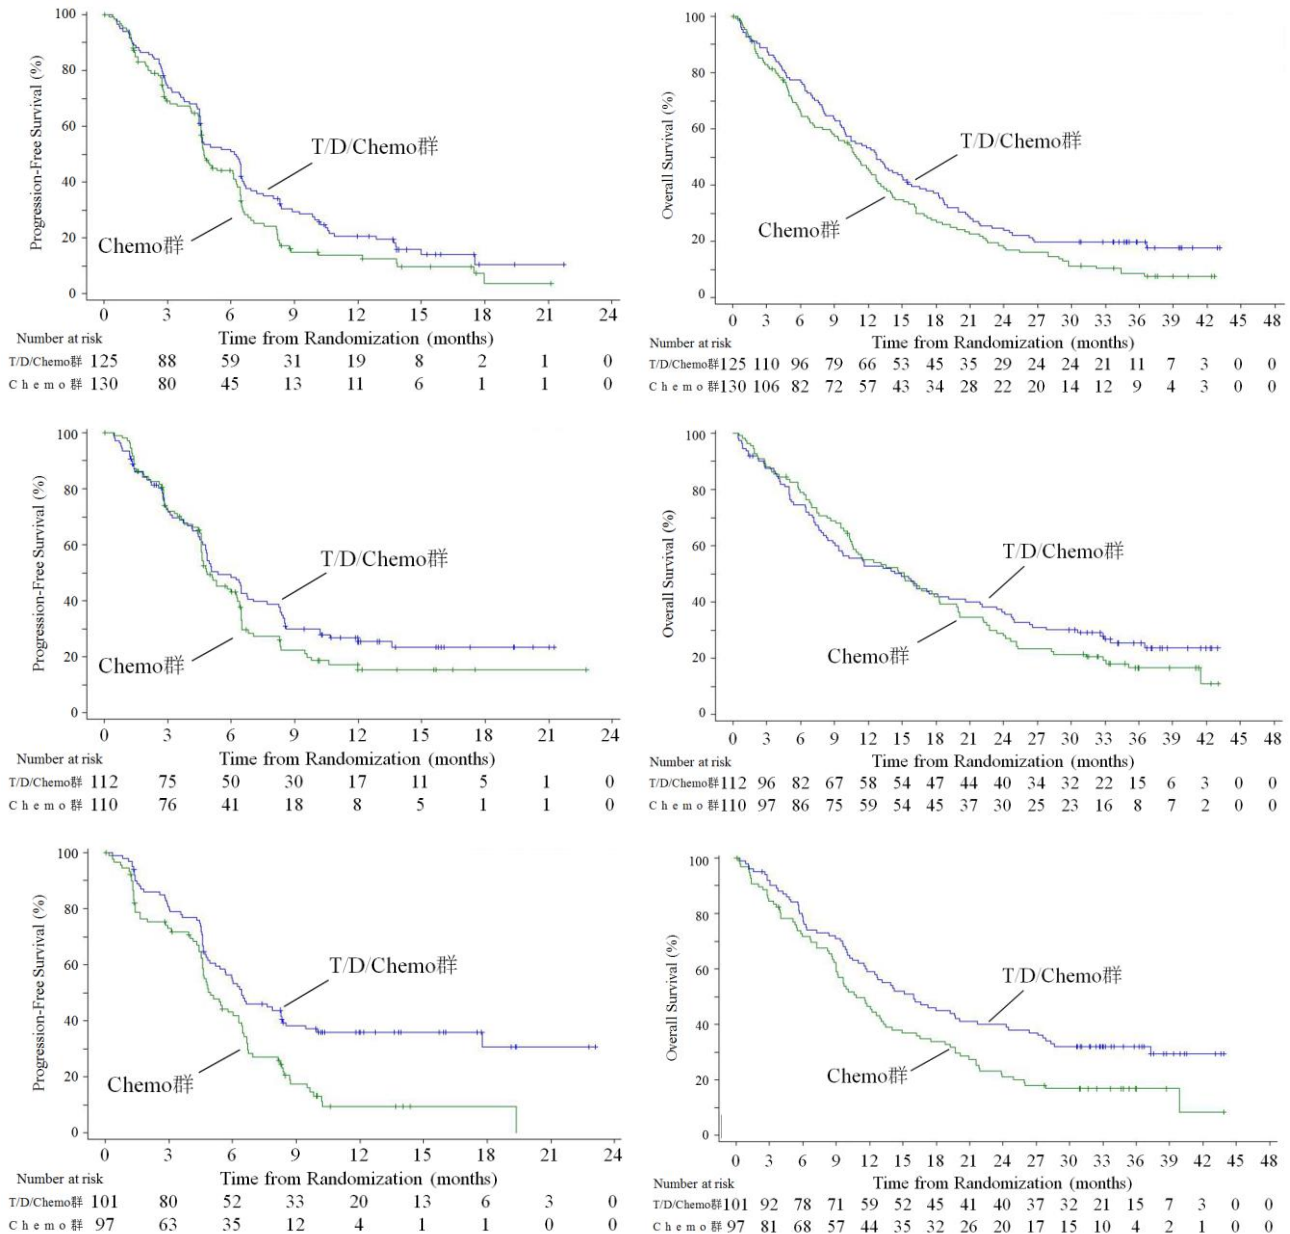 100
80
60
40
20
0
Progression-Free Survival (%)
T/D/Chemo群
Chemo群
0 3 6 9 12 15 18 21 24
Number at risk
Time from Randomization (months)
T/D/Chemo群 125 88 59 31 19 8 2 1 0
Chemo群 130 80 45 13 11 6 1 1 0
100
80
60
40
20
0
Overall Survival (%)
T/D/Chemo群
Chemo群
0 3 6 9 12 15 18 21 24 27 30 33 36 39 42 45 48
Number at risk
Time from Randomization (months)
T/D/Chemo群 125 110 96 79 66 53 45 35 29 24 24 21 11 7 3 0 0
Chemo群 130 106 82 72 57 43 34 28 22 20 14 12 9 4 3 0 0
100
80
60
40
20
0
Progression-Free Survival (%)
T/D/Chemo群
Chemo群
0 3 6 9 12 15 18 21 24
Number at risk
Time from Randomization (months)
T/D/Chemo群 112 75 50 30 17 11 5 1 0
Chemo群 110 76 41 18 8 5 1 1 0
100
80
60
40
20
0
Overall Survival (%)
T/D/Chemo群
Chemo群
0 3 6 9 12 15 18 21 24 27 30 33 36 39 42 45 48
Number at risk
Time from Randomization (months)
T/D/Chemo群 112 96 82 67 58 54 47 44 40 34 32 22 15 6 3 0 0
Chemo群 110 97 86 75 59 54 45 37 30 25 23 16 8 7 2 0 0
100
80
60
40
20
0
Progression-Free Survival (%)
T/D/Chemo群
Chemo群
0 3 6 9 12 15 18 21 24
Number at risk
Time from Randomization (months)
T/D/Chemo群 101 80 52 33 20 13 6 3 0
Chemo群 97 63 35 12 4 1 1 0 0
100
80
60
40
20
0
Overall Survival (%)
T/D/Chemo群
Chemo群
0 3 6 9 12 15 18 21 24 27 30 33 36 39 42 45 48
Number at risk
Time from Randomization (months)
T/D/Chemo群 101 92 78 71 59 52 45 41 40 37 32 21 15 7 3 0 0
Chemo群 97 81 68 57 44 35 32 26 20 17 15 10 4 2 1 0 0